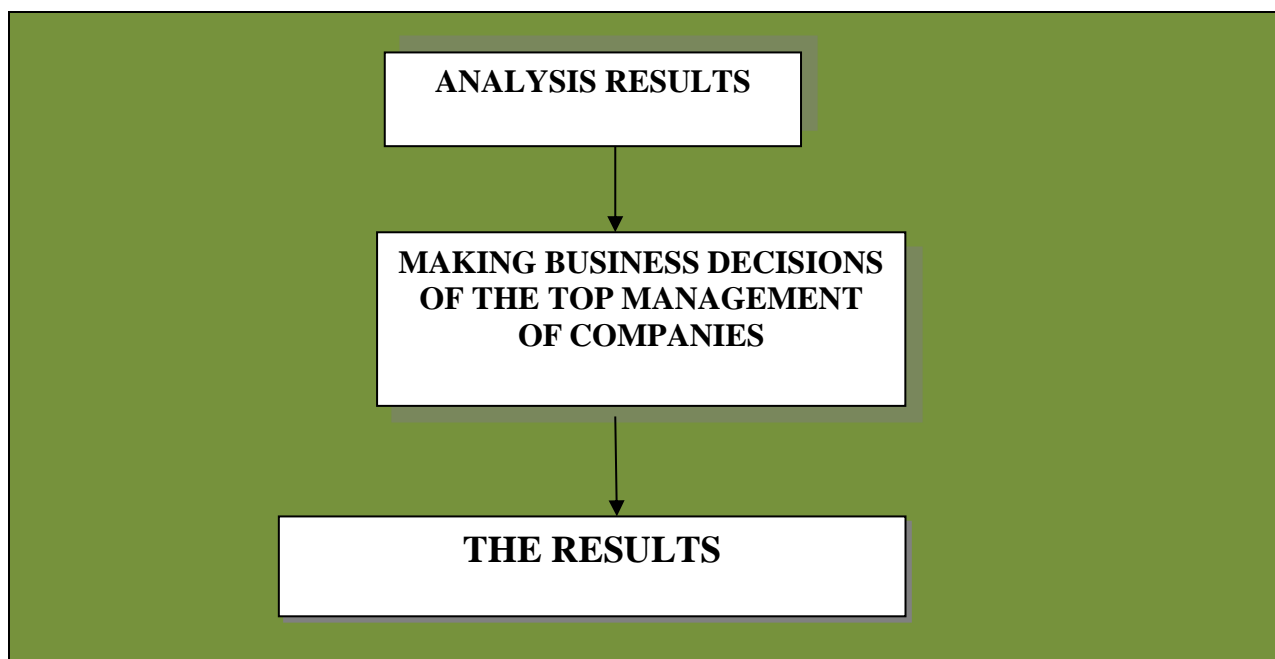 ANALYSIS RESULTS
MAKING BUSINESS DECISIONS
OF THE TOP MANAGEMENT
OF COMPANIES
THE RESULTS